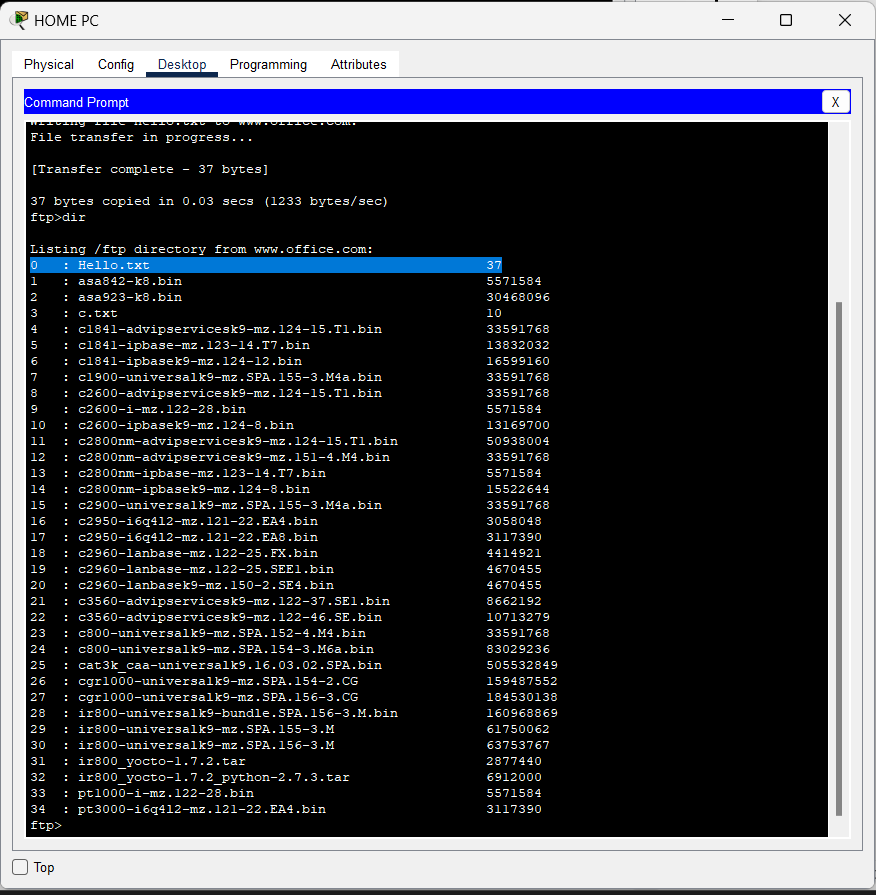 HOME PC
Physical Config Desktop Programming Attributes
Command Prompt X
Writing file Hello.txt to www.office.com:
File transfer in progress...
[Transfer complete - 37 bytes]
37 bytes copied in 0.03 secs (1233 bytes/sec)
ftp>dir
Listing /ftp directory from www.office.com:
0 : Hello.txt 37
1 : asa842-k8.bin 5571584
2 : asa923-k8.bin 30468096
3 : c.txt 10
4 : c1841-advipservicesk9-mz.124-15.T1.bin 33591768
5 : c1841-ipbase-mz.123-14.T7.bin 13832032
6 : c1841-ipbasek9-mz.124-12.bin 16599160
7 : c1900-universalk9-mz.SPA.155-3.M4a.bin 33591768
8 : c2600-advipservicesk9-mz.124-15.T1.bin 33591768
9 : c2600-i-mz.122-28.bin 5571584
10 : c2600-ipbasek9-mz.124-8.bin 13169700
11 : c2800nm-advipservicesk9-mz.124-15.T1.bin 50938004
12 : c2800nm-advipservicesk9-mz.151-4.M4.bin 33591768
13 : c2800nm-ipbase-mz.123-14.T7.bin 5571584
14 : c2800nm-ipbasek9-mz.124-8.bin 15522644
15 : c2900-universalk9-mz.SPA.155-3.M4a.bin 33591768
16 : c2950-i6q4l2-mz.121-22.EA4.bin 3058048
17 : c2950-i6q4l2-mz.121-22.EA8.bin 3117390
18 : c2960-lanbase-mz.122-25.FX.bin 4414921
19 : c2960-lanbase-mz.122-25.SEE1.bin 4670455
20 : c2960-lanbasek9-mz.150-2.SE4.bin 4670455
21 : c3560-advipservicesk9-mz.122-37.SE1.bin 8662192
22 : c3560-advipservicesk9-mz.122-46.SE.bin 10713279
23 : c800-universalk9-mz.SPA.152-4.M4.bin 33591768
24 : c800-universalk9-mz.SPA.154-3.M6a.bin 83029236
25 : cat3k_caa-universalk9.16.03.02.SPA.bin 505532849
26 : cgr1000-universalk9-mz.SPA.154-2.CG 159487552
27 : cgr1000-universalk9-mz.SPA.156-3.CG 184530138
28 : ir800-universalk9-bundle.SPA.156-3.M.bin 160968869
29 : ir800-universalk9-mz.SPA.155-3.M 61750062
30 : ir800-universalk9-mz.SPA.156-3.M 63753767
31 : ir800_yocto-1.7.2.tar 2877440
32 : ir800_yocto-1.7.2_python-2.7.3.tar 6912000
33 : pt1000-i-mz.122-28.bin 5571584
34 : pt3000-i6q4l2-mz.121-22.EA4.bin 3117390
ftp>
Top